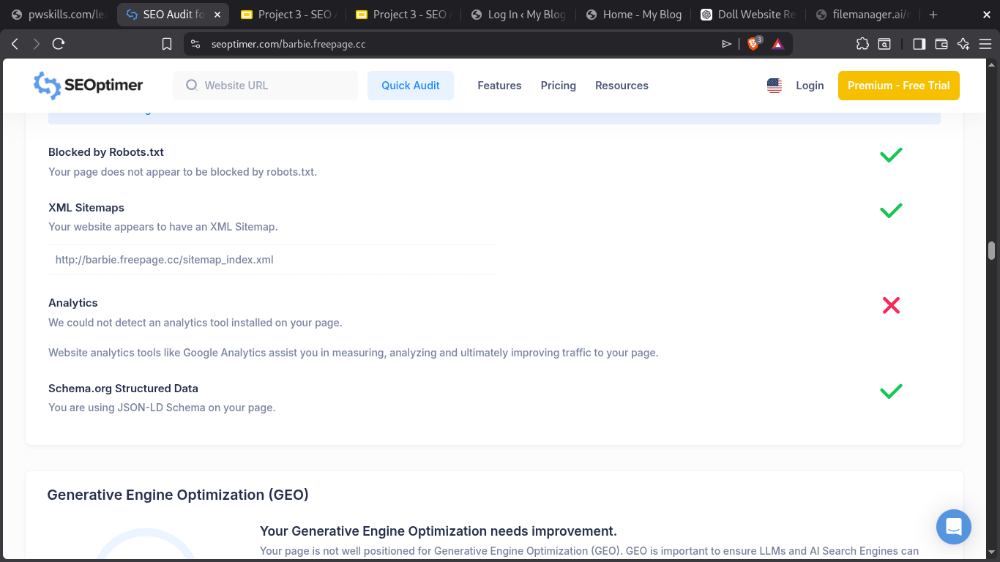 pwskills.com/lea
SEO Audit fo
Project 3 - SEO A
Project 3 - SEO A
Log In ‹ My Blog
Home - My Blog
Doll Website Re
filemanager.ai/n
seoptimer.com/barbie.freepage.cc
3
SEOptimer
Website URL
Quick Audit
Features
Pricing
Resources
Login
Premium - Free Trial
Blocked by Robots.txt
Your page does not appear to be blocked by robots.txt.
XML Sitemaps
Your website appears to have an XML Sitemap.
http://barbie.freepage.cc/sitemap_index.xml
Analytics
We could not detect an analytics tool installed on your page.
Website analytics tools like Google Analytics assist you in measuring, analyzing and ultimately improving traffic to your page.
Schema.org Structured Data
You are using JSON-LD Schema on your page.
Generative Engine Optimization (GEO)
Your Generative Engine Optimization needs improvement.
Your page is not well positioned for Generative Engine Optimization (GEO). GEO is important to ensure LLMs and AI Search Engines can